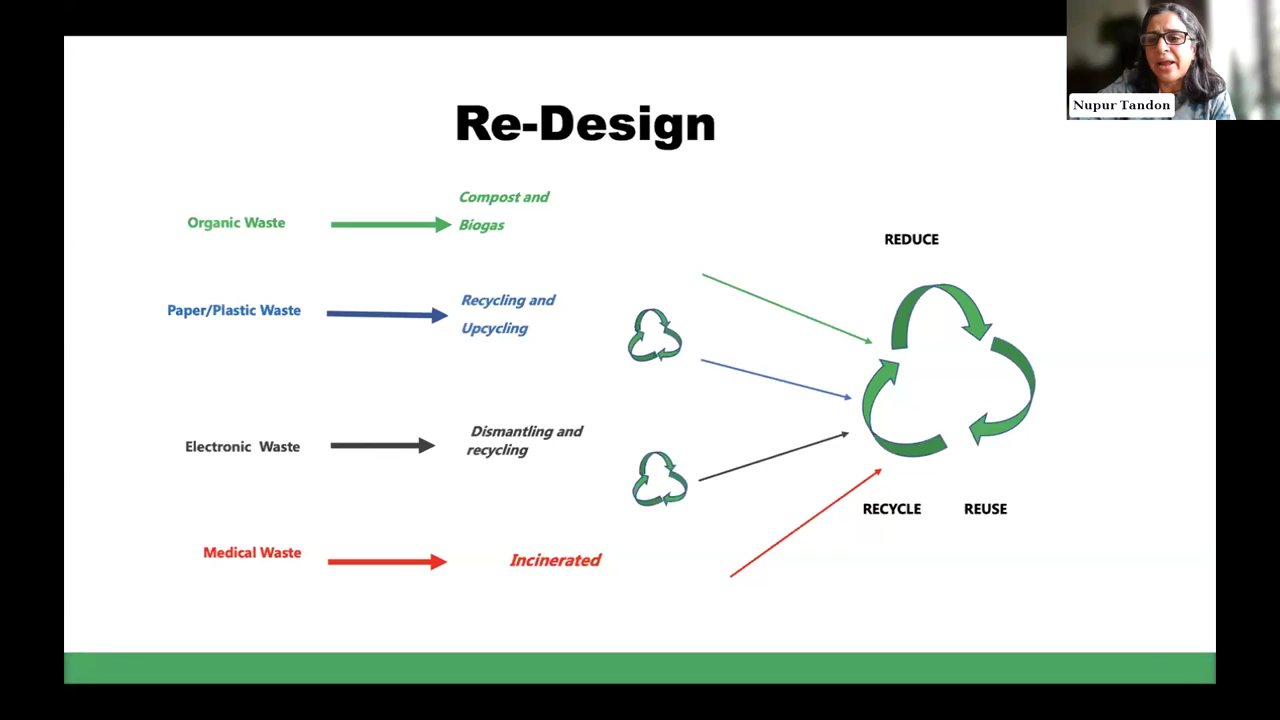 Nupur Tandon
Re-Design
Organic Waste
Compost and
Biogas
Paper/Plastic Waste
Recycling and
Upcycling
Electronic Waste
Dismantling and
recycling
Medical Waste
Incinerated
REDUCE
RECYCLE
REUSE